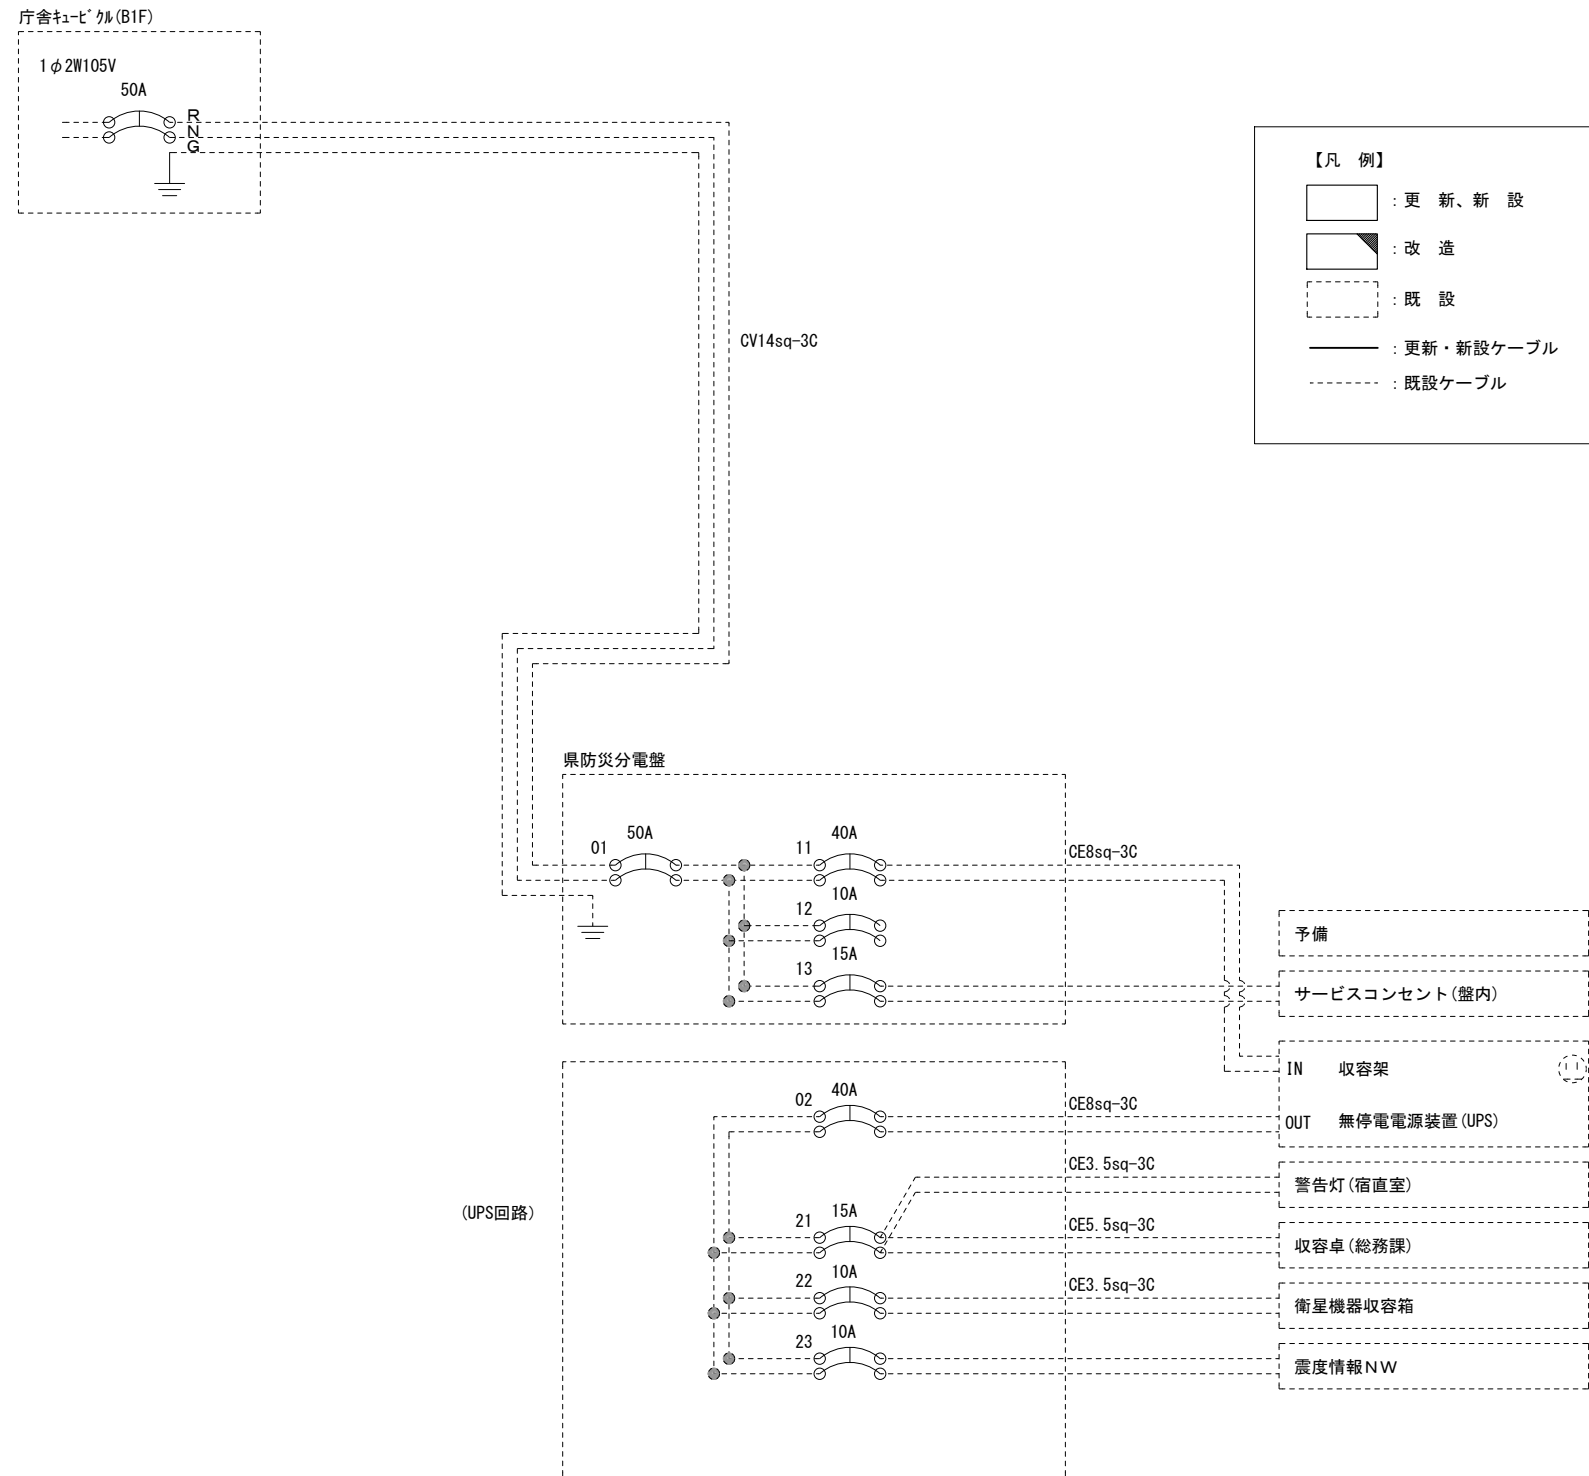 庁舎ｷｭｰﾋﾞｸﾙ(B1F)
1φ2W105V
50A
R
N
G
【凡　例】
：更　新、新　設
：改　造
：既　設
：更新・新設ケーブル
：既設ケーブル
CV14sq-3C
県防災分電盤
01
50A
11
40A
CE8sq-3C
12
10A
予備
13
15A
サービスコンセント(盤内)
IN　収容架
02
40A
CE8sq-3C
OUT　無停電電源装置(UPS)
CE3.5sq-3C
警告灯(宿直室)
(UPS回路)
21
15A
CE5.5sq-3C
収容卓(総務課)
22
10A
CE3.5sq-3C
衛星機器収容箱
23
10A
震度情報ＮＷ